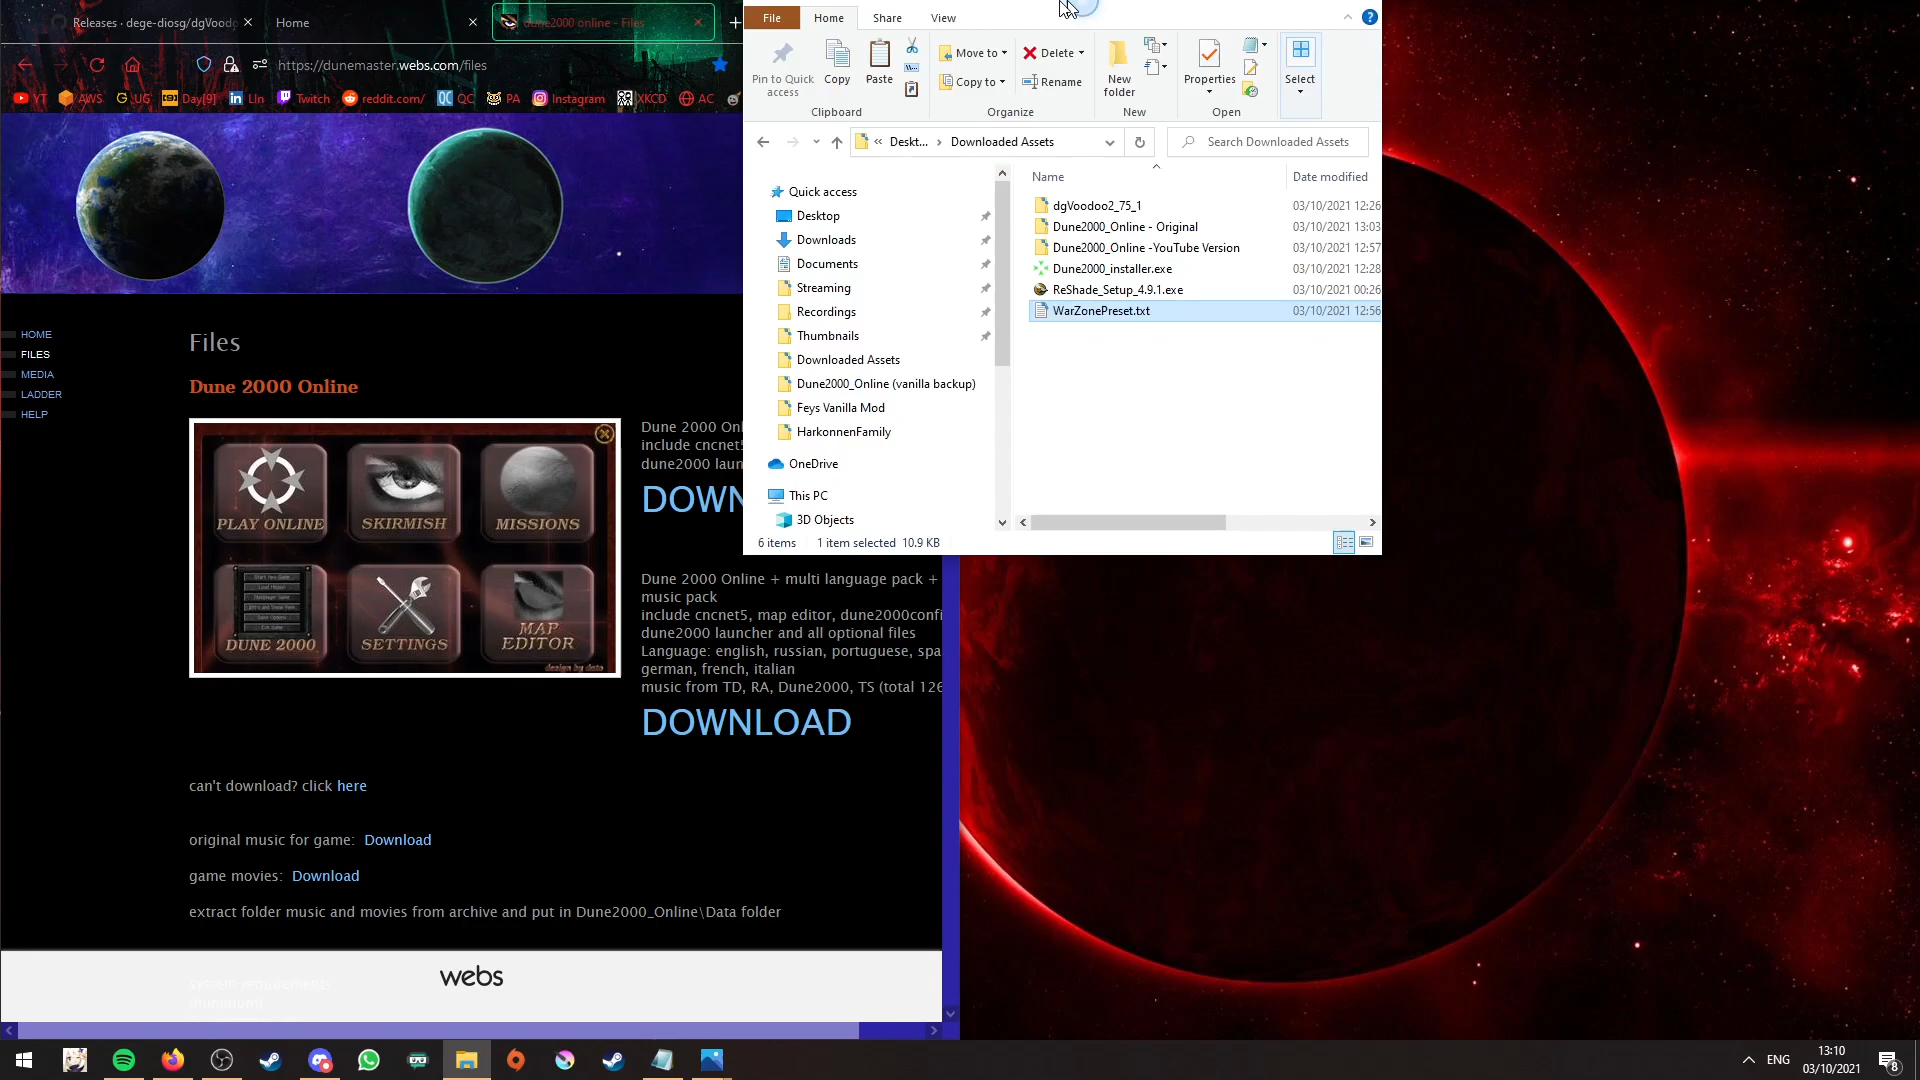 Releases · dege-diosg/dgVoodo
Home
dune2000 online - Files
https://dunemaster.webs.com/files
YT
AWS
UG
Day[9]
LIn
Twitch
reddit.com/
QC
PA
Instagram
XKCD
AC
HOME
FILES
MEDIA
LADDER
HELP
Files
Dune 2000 Online
PLAY ONLINE
SKIRMISH
MISSIONS
DUNE 2000
SETTINGS
MAP
EDITOR
design by dato
Dune 2000 Onl
include cncnet5
dune2000 laun
DOWN
Dune 2000 Online + multi language pack +
music pack
include cncnet5, map editor, dune2000confi
dune2000 launcher and all optional files
Language: english, russian, portuguese, spa
german, french, italian
music from TD, RA, Dune2000, TS (total 126
DOWNLOAD
can't download? click here
original music for game: Download
game movies: Download
extract folder music and movies from archive and put in Dune2000_Online\Data folder
system requirements
webs
File
Home
Share
View
Pin to Quick
access
Copy
Paste
Clipboard
Move to
Copy to
Delete
Rename
Organize
New
folder
New
Properties
Open
Select
« Deskt... › Downloaded Assets
Search Downloaded Assets
Quick access
Desktop
Downloads
Documents
Streaming
Recordings
Thumbnails
Downloaded Assets
Dune2000_Online (vanilla backup)
Feys Vanilla Mod
HarkonnenFamily
OneDrive
This PC
3D Objects
Name
Date modified
dgVoodoo2_75_1
03/10/2021 12:26
Dune2000_Online - Original
03/10/2021 13:03
Dune2000_Online -YouTube Version
03/10/2021 12:57
Dune2000_installer.exe
03/10/2021 12:28
ReShade_Setup_4.9.1.exe
03/10/2021 00:26
WarZonePreset.txt
03/10/2021 12:56
6 items
1 item selected 10.9 KB
ENG
13:10
03/10/2021
8